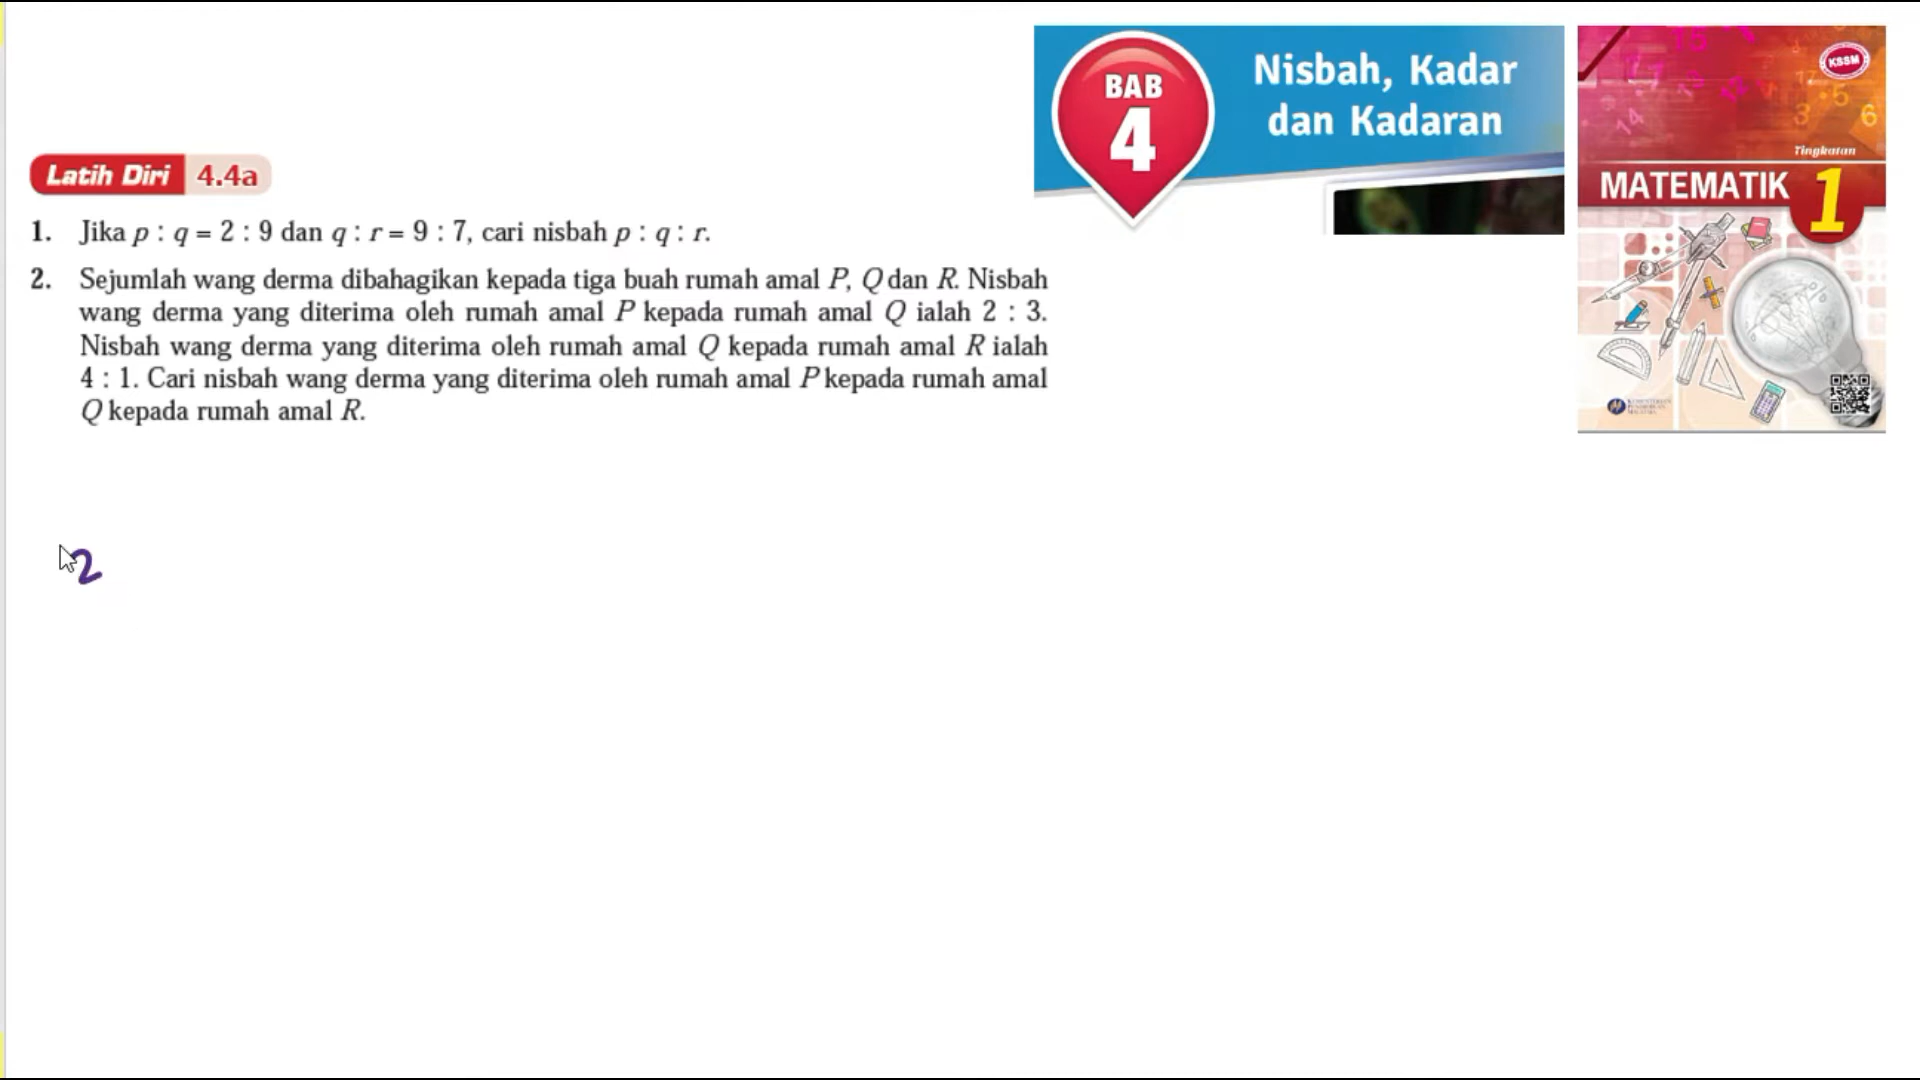 BAB
4
Nisbah, Kadar
dan Kadaran
KSSM
Tingkatan
MATEMATIK 1
Latih Diri 4.4a
1. Jika p : q = 2 : 9 dan q : r = 9 : 7, cari nisbah p : q : r.
2. Sejumlah wang derma dibahagikan kepada tiga buah rumah amal P, Q dan R. Nisbah
wang derma yang diterima oleh rumah amal P kepada rumah amal Q ialah 2 : 3.
Nisbah wang derma yang diterima oleh rumah amal Q kepada rumah amal R ialah
4 : 1. Cari nisbah wang derma yang diterima oleh rumah amal P kepada rumah amal
Q kepada rumah amal R.
2